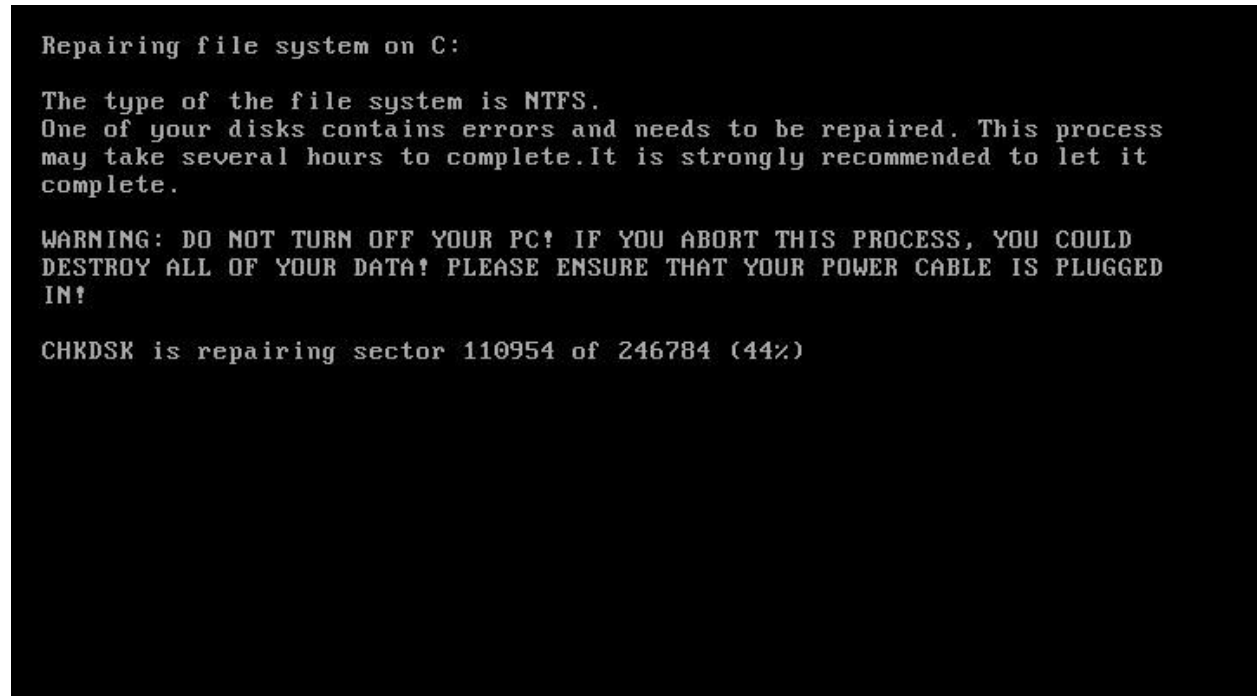 Repairing file system on C:
The type of the file system is NTFS.
One of your disks contains errors and needs to be repaired. This process
may take several hours to complete.It is strongly recommended to let it
complete.
WARNING: DO NOT TURN OFF YOUR PC! IF YOU ABORT THIS PROCESS, YOU COULD
DESTROY ALL OF YOUR DATA! PLEASE ENSURE THAT YOUR POWER CABLE IS PLUGGED
IN!
CHKDSK is repairing sector 110954 of 246784 (44%)